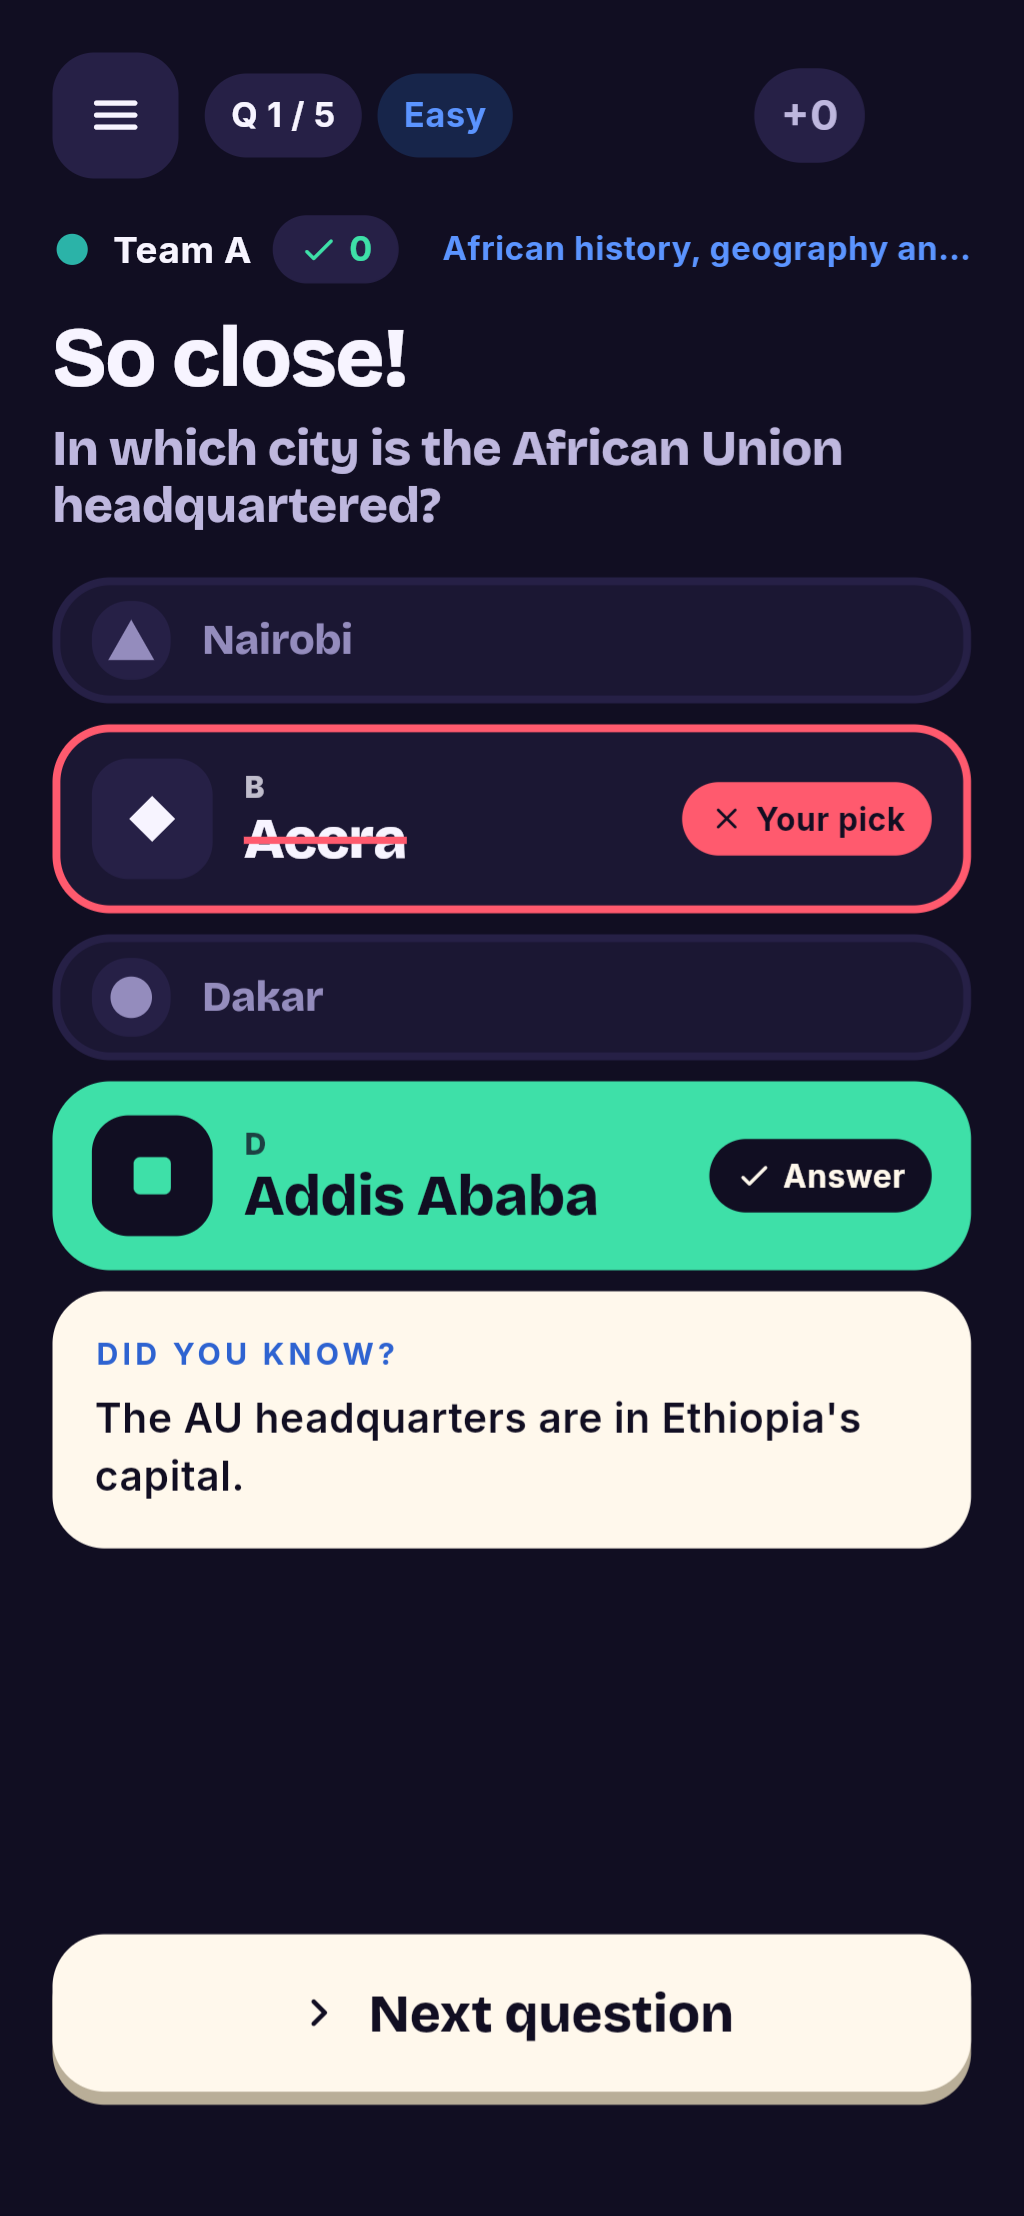 Q 1 / 5
Easy
+0
Team A
0
African history, geography an...
So close!
In which city is the African Union
headquartered?
Nairobi
B
Accra
Your pick
Dakar
D
Addis Ababa
Answer
DID YOU KNOW?
The AU headquarters are in Ethiopia's
capital.
Next question